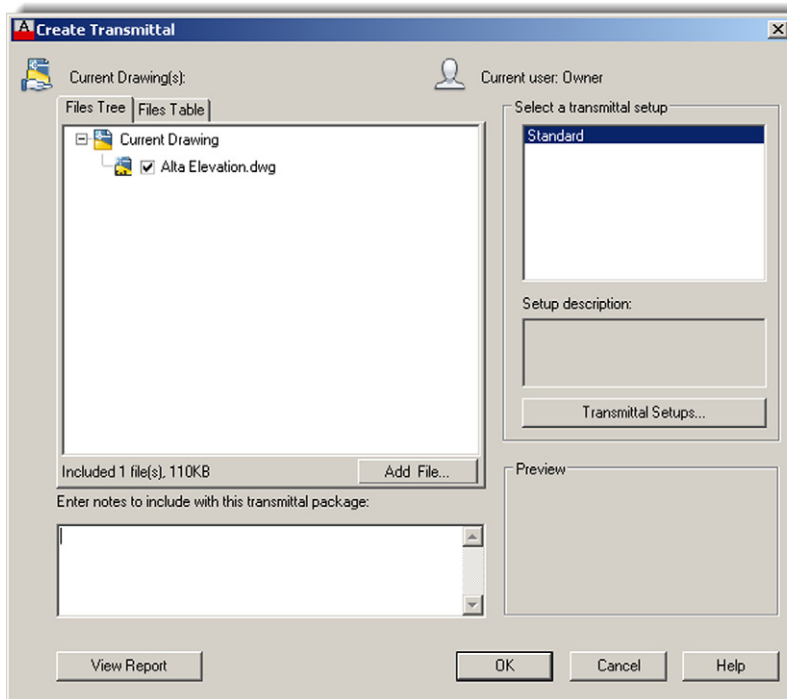 Create Transmittal
Current Drawing(s):
Current user: Owner
Files Tree
Files Table
Current Drawing
Alta Elevation.dwg
Included 1 file(s), 110KB
Add File...
Enter notes to include with this transmittal package:
Select a transmittal setup
Standard
Setup description:
Transmittal Setups...
Preview
View Report
OK
Cancel
Help